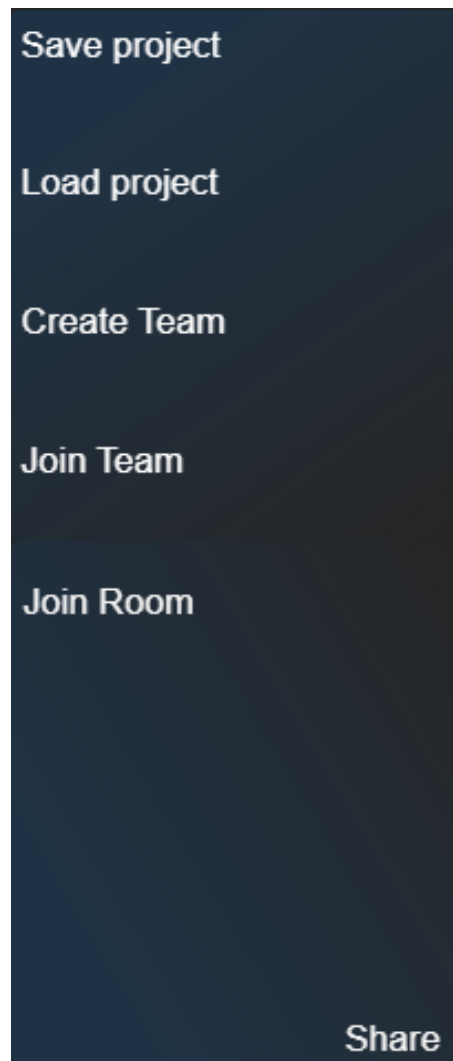 Save project
Load project
Create Team
Join Team
Join Room
Share